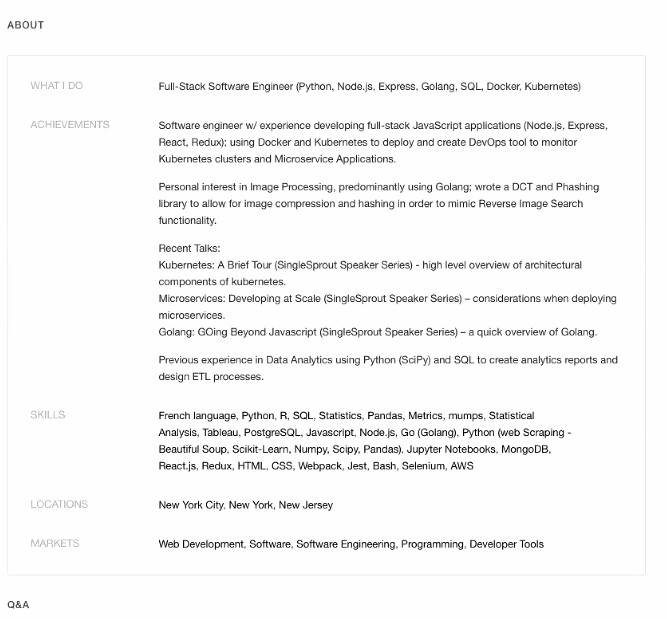 ABOUT
WHAT I DO
Full-Stack Software Engineer (Python, Node.js, Express, Golang, SQL, Docker, Kubernetes)
ACHIEVEMENTS
Software engineer w/ experience developing full-stack JavaScript applications (Node.js, Express,
React, Redux); using Docker and Kubernetes to deploy and create DevOps tool to monitor
Kubernetes clusters and Microservice Applications.
Personal interest in Image Processing, predominantly using Golang; wrote a DCT and Phashing
library to allow for image compression and hashing in order to mimic Reverse Image Search
functionality.
Recent Talks:
Kubernetes: A Brief Tour (SingleSprout Speaker Series) - high level overview of architectural
components of kubernetes.
Microservices: Developing at Scale (SingleSprout Speaker Series) – considerations when deploying
microservices.
Golang: GOing Beyond Javascript (SingleSprout Speaker Series) – a quick overview of Golang.
Previous experience in Data Analytics using Python (SciPy) and SQL to create analytics reports and
design ETL processes.
SKILLS
French language, Python, R, SQL, Statistics, Pandas, Metrics, mumps, Statistical
Analysis, Tableau, PostgreSQL, Javascript, Node.js, Go (Golang), Python (web Scraping -
Beautiful Soup, Scikit-Learn, Numpy, Scipy, Pandas), Jupyter Notebooks, MongoDB,
React.js, Redux, HTML, CSS, Webpack, Jest, Bash, Selenium, AWS
LOCATIONS
New York City, New York, New Jersey
MARKETS
Web Development, Software, Software Engineering, Programming, Developer Tools
Q&A